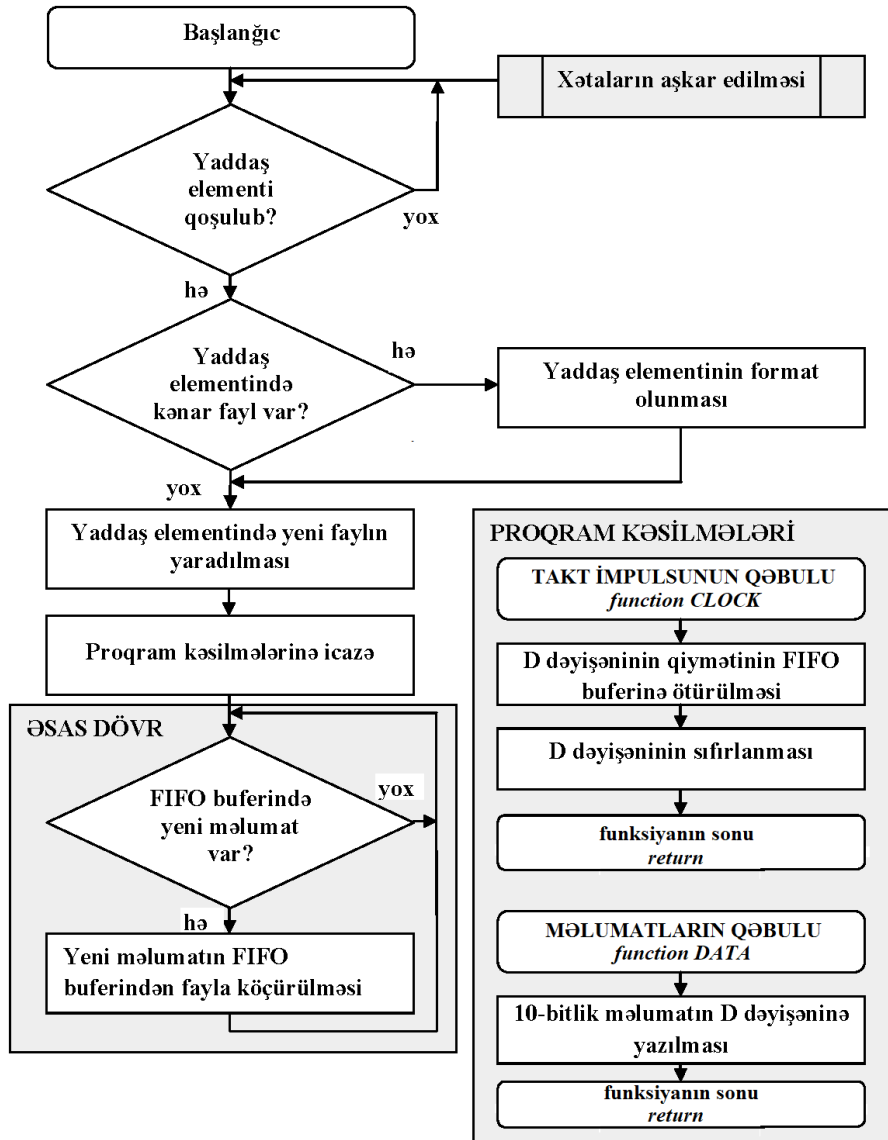 Başlanğıc
Xətaların aşkar edilməsi
Yaddaş
elementi
qoşulub?
yox
hə
Yaddaş
elementində
kənar fayl var?
hə
Yaddaş elementinin format
olunması
yox
Yaddaş elementində yeni faylın
yaradılması
Proqram kəsilmələrinə icazə
ƏSAS DÖVR
FIFO buferində
yeni məlumat
var?
yox
hə
Yeni məlumatın FIFO
buferindən fayla köçürülməsi
PROQRAM KƏSİLMƏLƏRİ
TAKT İMPULSUNUN QƏBULU
function CLOCK
D dəyişəninin qiymətinin FIFO
buferinə ötürülməsi
D dəyişəninin sıfırlanması
funksiyanın sonu
return
MƏLUMATLARIN QƏBULU
function DATA
10-bitlik məlumatın D dəyişəninə
yazılması
funksiyanın sonu
return